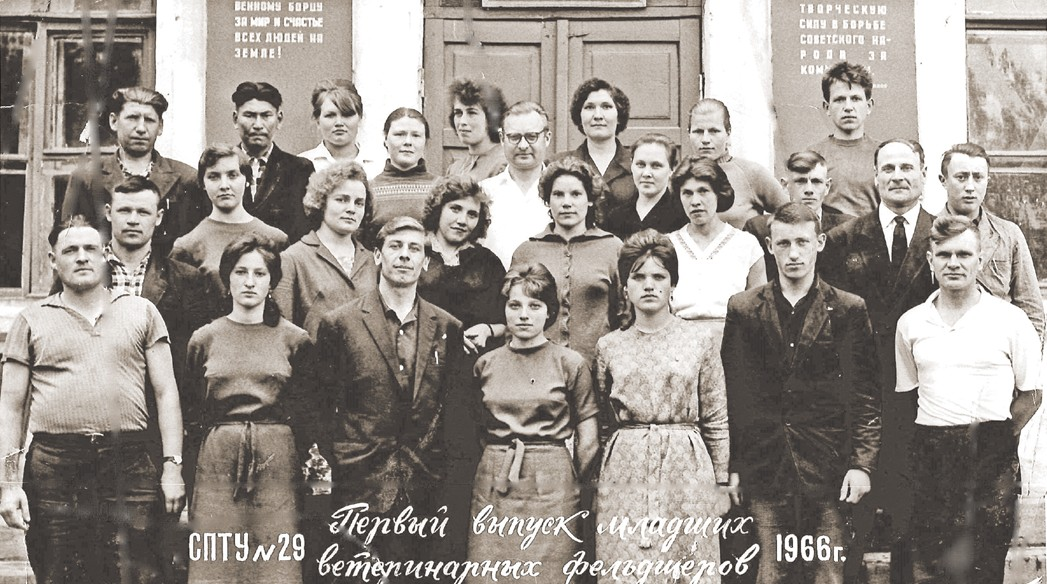 ВЕННОМУ БОРЦУ
ЗА МИР И СЧАСТЬЕ
ВСЕХ ЛЮДЕЙ НА
ЗЕМЛЕ!
ТВОРЧЕСКУЮ
СИЛУ В БОРЬБЕ
СОВЕТСКОГО НА-
РОДА ЗА
СПТУ №29
Первый выпуск младших
ветеринарных фельдшеров
1966г.